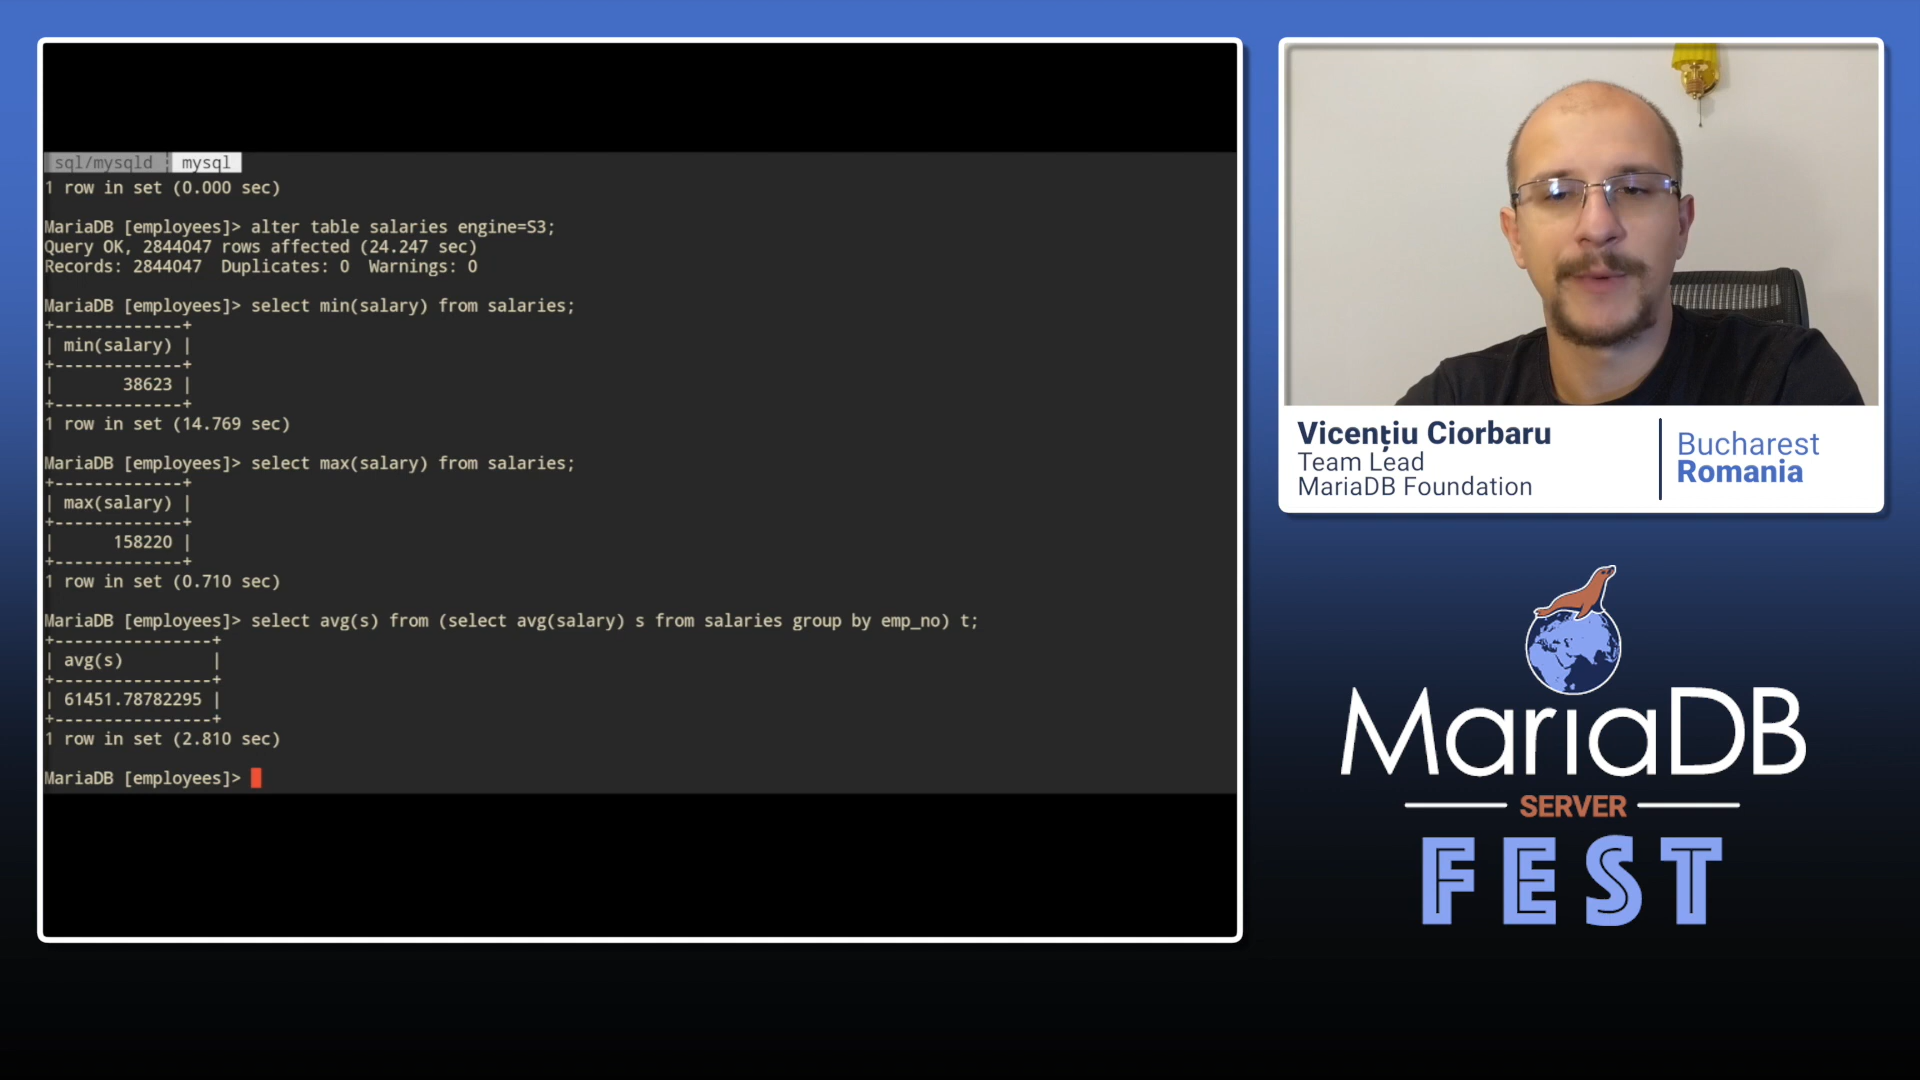 sql/mysqld ¦ mysql
1 row in set (0.000 sec)
MariaDB [employees]> alter table salaries engine=S3;
Query OK, 2844047 rows affected (24.247 sec)
Records: 2844047  Duplicates: 0  Warnings: 0
MariaDB [employees]> select min(salary) from salaries;
+-------------+
| min(salary) |
+-------------+
|       38623 |
+-------------+
1 row in set (14.769 sec)
MariaDB [employees]> select max(salary) from salaries;
+-------------+
| max(salary) |
+-------------+
|      158220 |
+-------------+
1 row in set (0.710 sec)
MariaDB [employees]> select avg(s) from (select avg(salary) s from salaries group by emp_no) t;
+----------------+
| avg(s)         |
+----------------+
| 61451.78782295 |
+----------------+
1 row in set (2.810 sec)
MariaDB [employees]>
Vicențiu Ciorbaru
Team Lead
MariaDB Foundation
Bucharest
Romania
MariaDB
SERVER
FEST